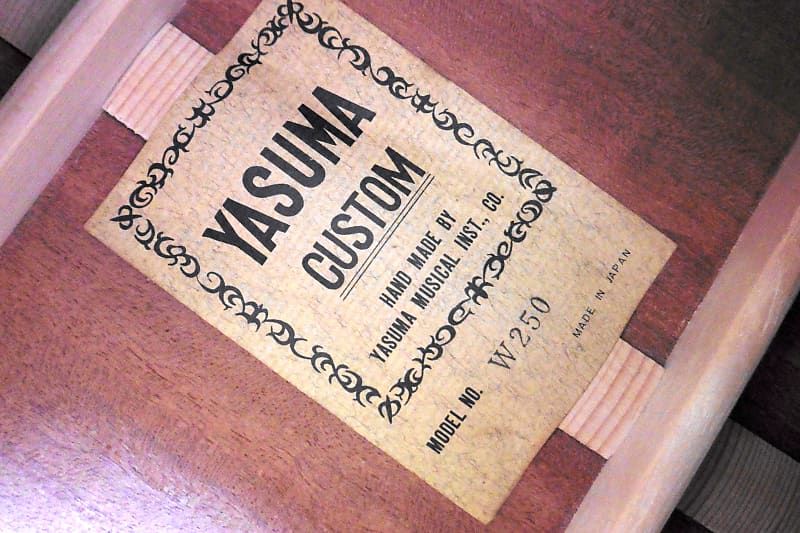 YASUMA
CUSTOM
HAND MADE BY
YASUMA MUSICAL INST., CO.
MODEL NO. W250
MADE IN JAPAN